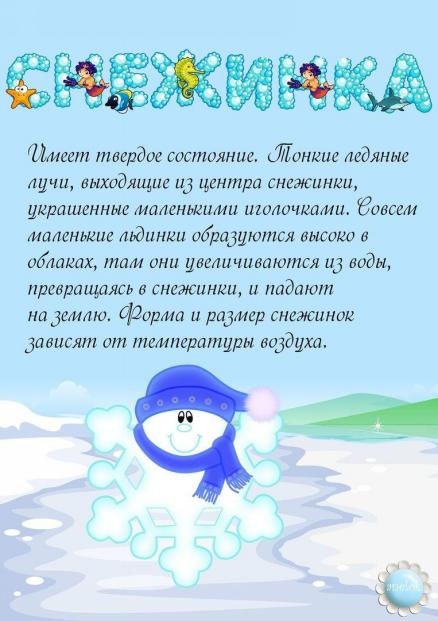 СНЕЖИНКА
Имеет твердое состояние. Тонкие ледяные
лучи, выходящие из центра снежинки,
украшенные маленькими иголочками. Совсем
маленькие льдинки образуются высоко в
облаках, там они увеличиваются из воды,
превращаясь в снежинки, и падают
на землю. Форма и размер снежинок
зависят от температуры воздуха.